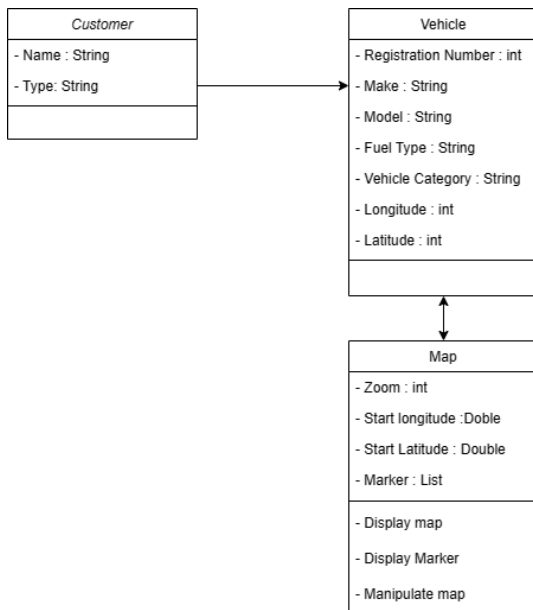 Customer
- Name : String
- Type: String
Vehicle
- Registration Number : int
- Make : String
- Model : String
- Fuel Type : String
- Vehicle Category : String
- Longitude : int
- Latitude : int
Map
- Zoom : int
- Start longitude :Doble
- Start Latitude : Double
- Marker : List
- Display map
- Display Marker
- Manipulate map